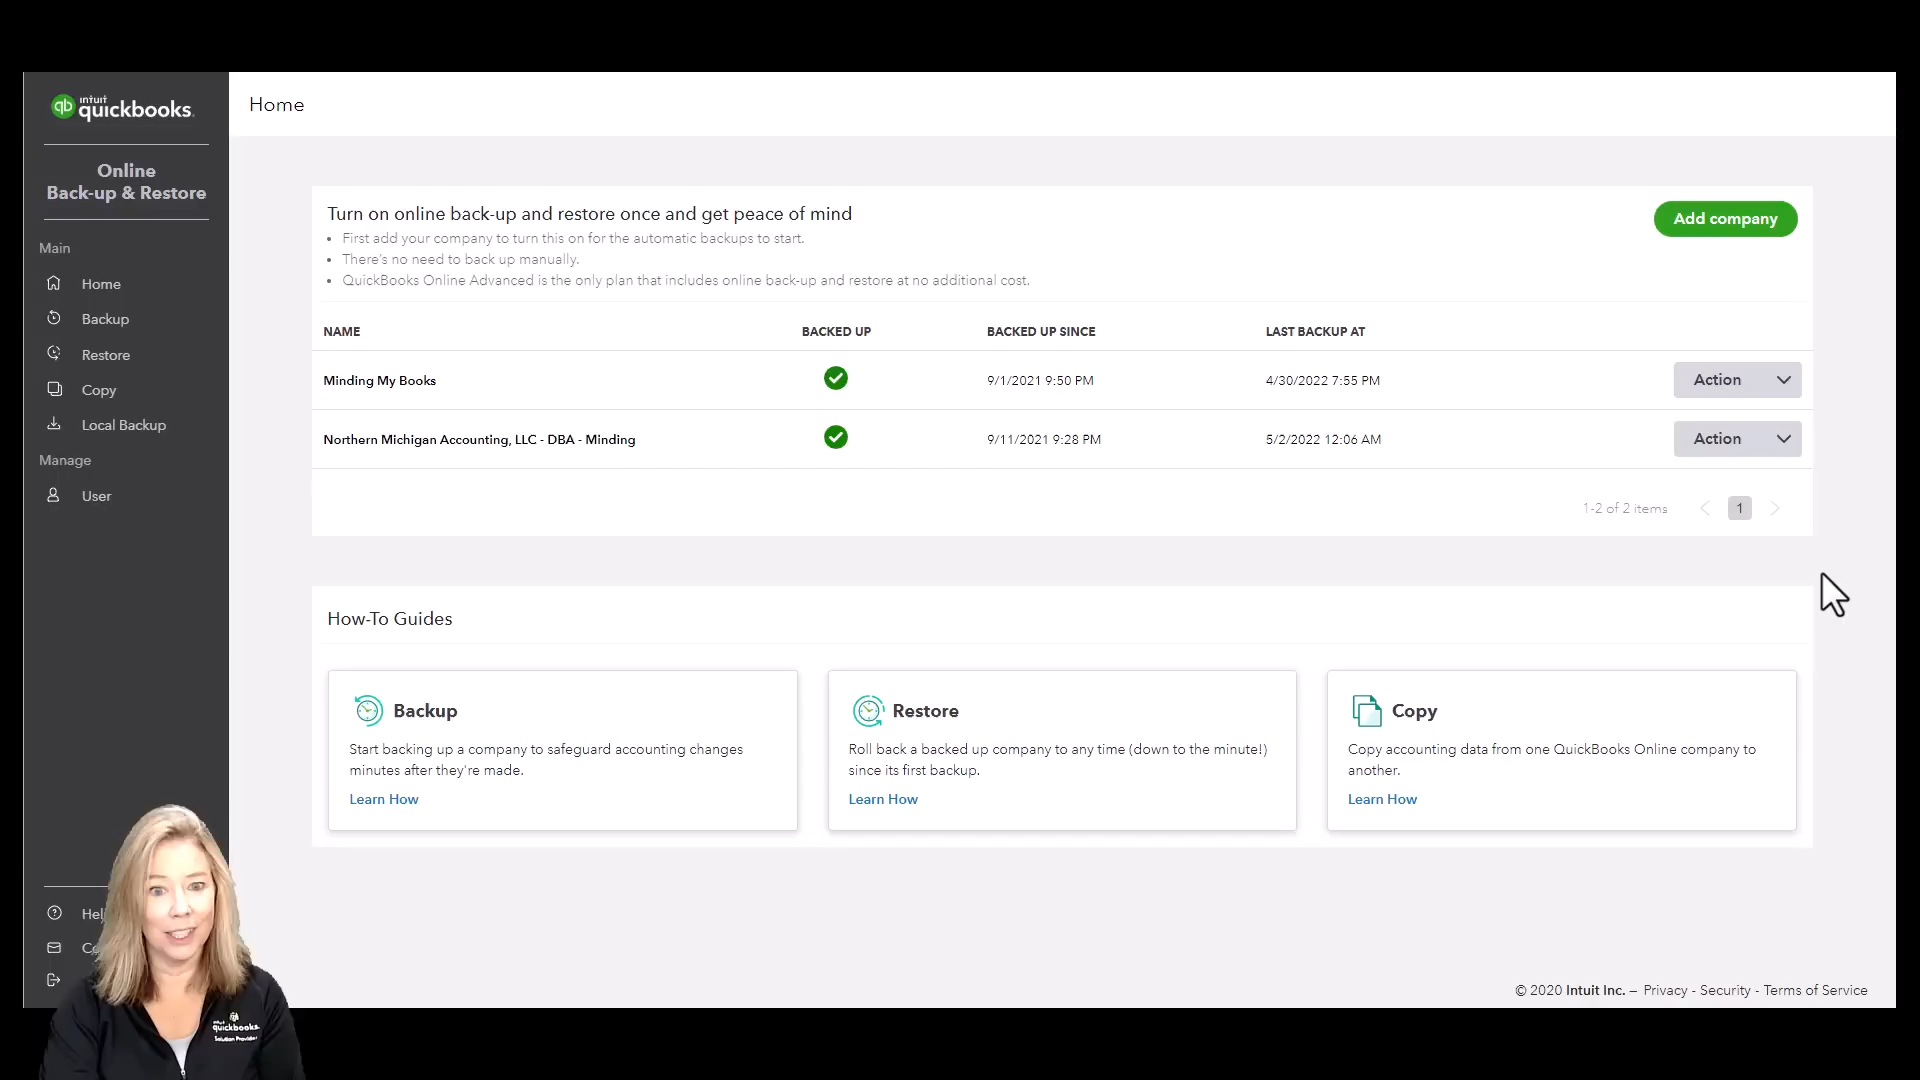 intuit
quickbooks.
Home
Online
Back-up & Restore
Main
Home
Backup
Restore
Copy
Local Backup
Manage
User
Turn on online back-up and restore once and get peace of mind
Add company
• First add your company to turn this on for the automatic backups to start.
• There's no need to back up manually.
• QuickBooks Online Advanced is the only plan that includes online back-up and restore at no additional cost.
NAME BACKED UP BACKED UP SINCE LAST BACKUP AT
Minding My Books 9/1/2021 9:50 PM 4/30/2022 7:55 PM Action
Northern Michigan Accounting, LLC - DBA - Minding 9/11/2021 9:28 PM 5/2/2022 12:06 AM Action
1-2 of 2 items 1
How-To Guides
Backup
Start backing up a company to safeguard accounting changes
minutes after they're made.
Learn How
Restore
Roll back a backed up company to any time (down to the minute!)
since its first backup.
Learn How
Copy
Copy accounting data from one QuickBooks Online company to
another.
Learn How
intuit
quickbooks.
Solution Provider
© 2020 Intuit Inc. – Privacy - Security - Terms of Service